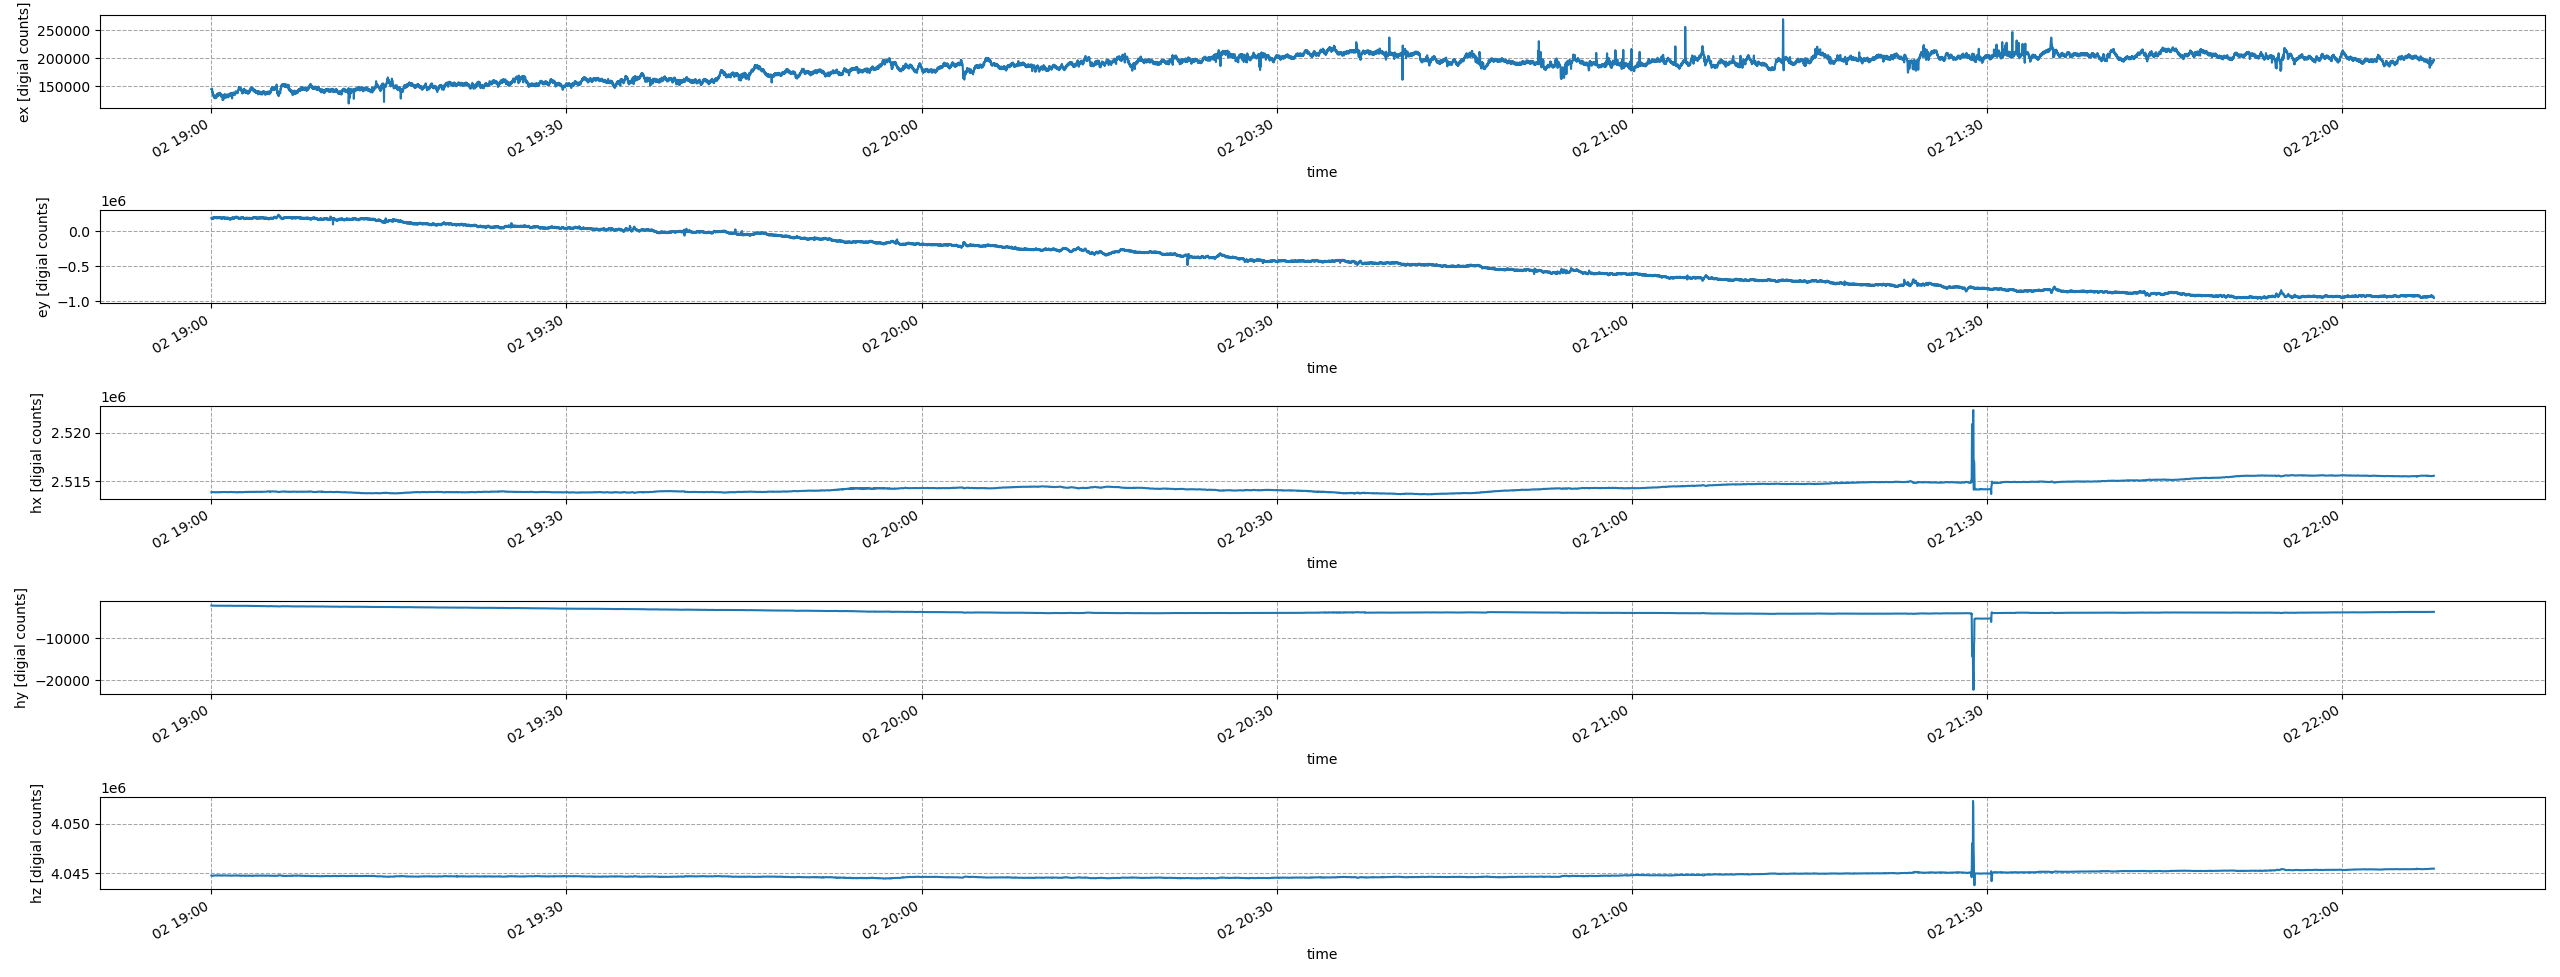 ex [digial counts]
250000
200000
150000
02 19:00 02 19:30 02 20:00 02 20:30 02 21:00 02 21:30 02 22:00
time
1e6
ey [digial counts]
0.0
−0.5
−1.0
02 19:00 02 19:30 02 20:00 02 20:30 02 21:00 02 21:30 02 22:00
time
1e6
hx [digial counts]
2.520
2.515
02 19:00 02 19:30 02 20:00 02 20:30 02 21:00 02 21:30 02 22:00
time
hy [digial counts]
−10000
−20000
02 19:00 02 19:30 02 20:00 02 20:30 02 21:00 02 21:30 02 22:00
time
1e6
hz [digial counts]
4.050
4.045
02 19:00 02 19:30 02 20:00 02 20:30 02 21:00 02 21:30 02 22:00
time